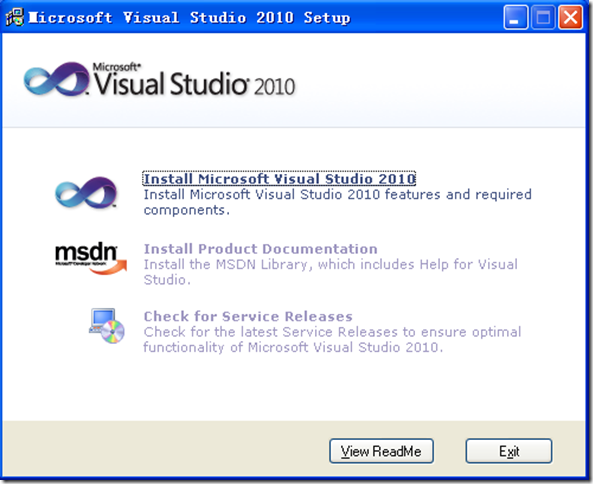 Microsoft Visual Studio 2010 Setup
Microsoft®
Visual Studio® 2010
Install Microsoft Visual Studio 2010
Install Microsoft Visual Studio 2010 features and required
components.
msdn
Microsoft Developer Network
Install Product Documentation
Install the MSDN Library, which includes Help for Visual
Studio.
Check for Service Releases
Check for the latest Service Releases to ensure optimal
functionality of Microsoft Visual Studio 2010.
View ReadMe
Exit